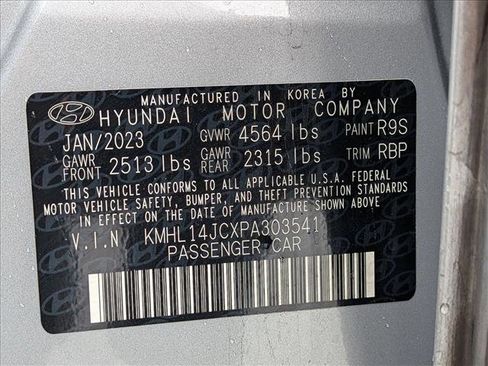 MANUFACTURED IN KOREA BY
HYUNDAI MOTOR COMPANY
JAN/2023 GVWR 4564 lbs PAINT R9S
GAWR FRONT 2513 lbs GAWR REAR 2315 lbs TRIM RBP
THIS VEHICLE CONFORMS TO ALL APPLICABLE U.S.A. FEDERAL
MOTOR VEHICLE SAFETY, BUMPER, AND THEFT PREVENTION STANDARDS
IN EFFECT ON THE DATE OF MANUFACTURE SHOWN ABOVE
V.I.N. KMHL14JCXPA303541
PASSENGER CAR